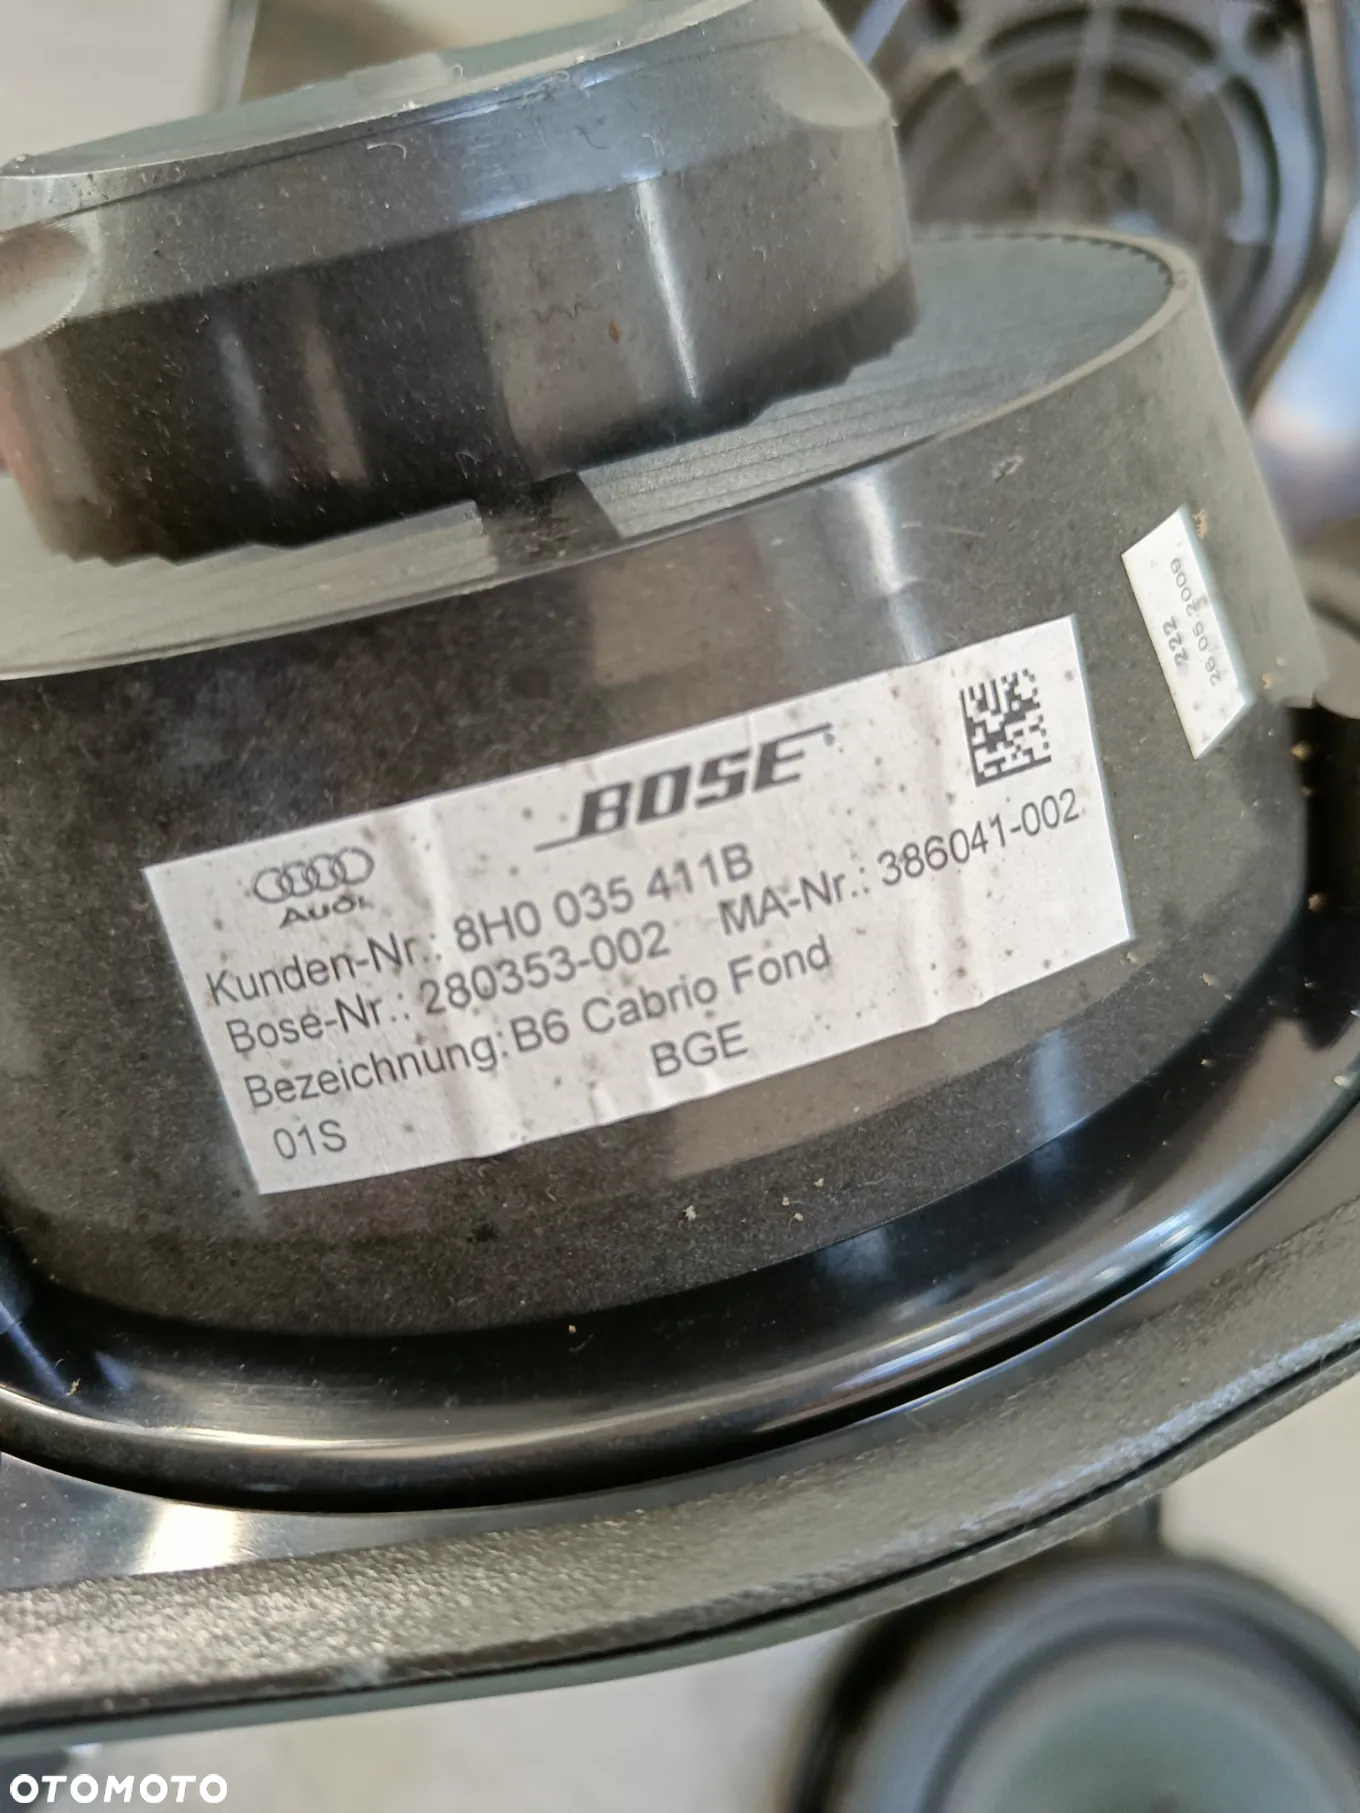 222
26.05.2009
BOSE®
Audi
Kunden-Nr.: 8H0 035 411B
Bose-Nr.: 280353-002 MA-Nr.: 386041-002
Bezeichnung: B6 Cabrio Fond
01S BGE
OTOMOTO